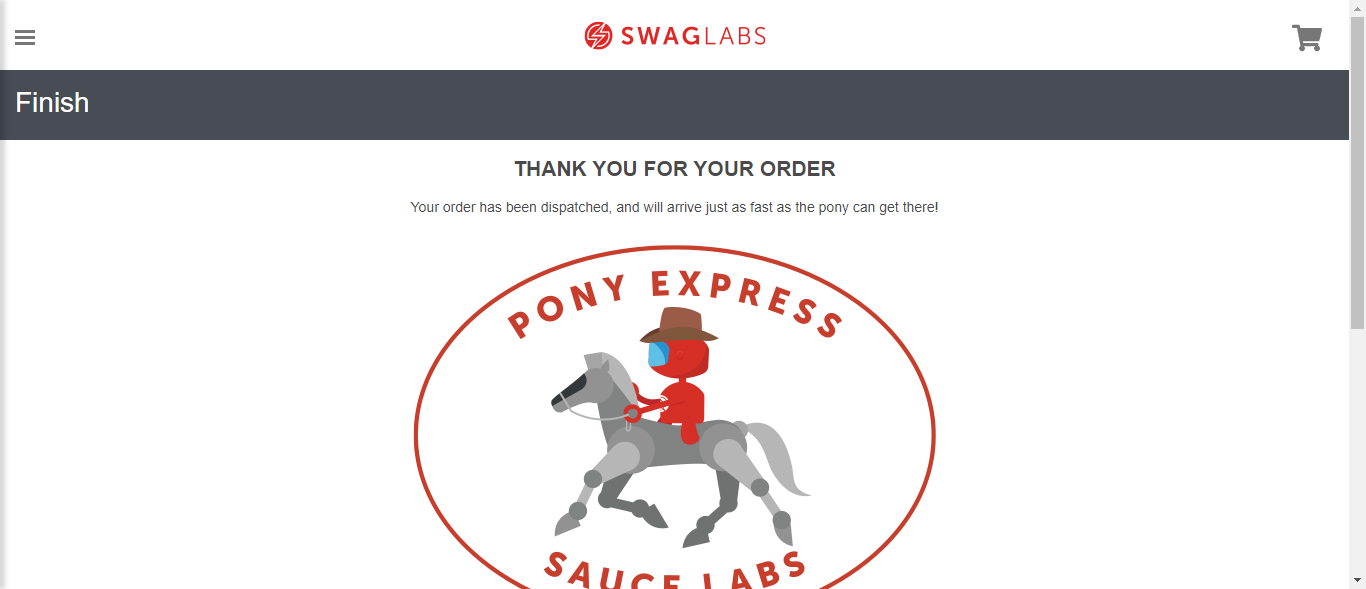 SWAGLABS
Finish
THANK YOU FOR YOUR ORDER
Your order has been dispatched, and will arrive just as fast as the pony can get there!
PONY EXPRESS
SAUCE LABS